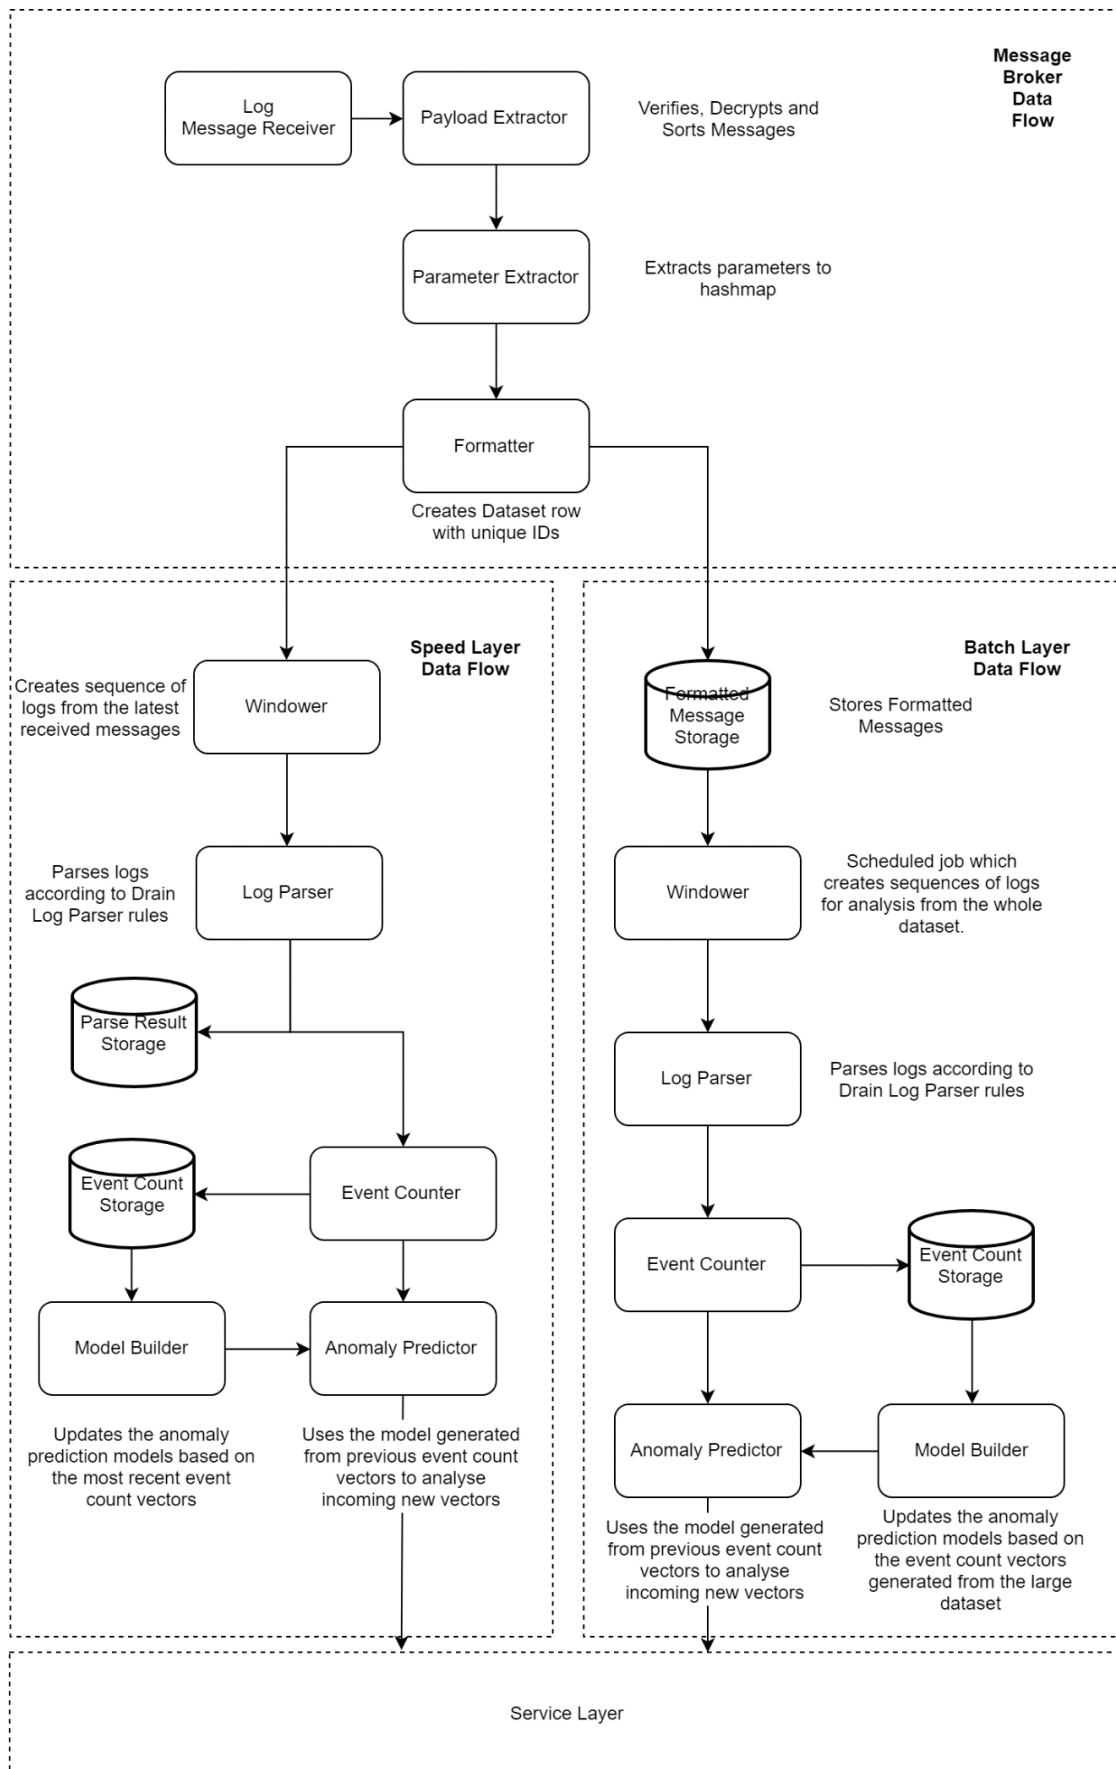 Message
Broker
Data
Flow
Log
Message Receiver
Payload Extractor
Verifies, Decrypts and
Sorts Messages
Parameter Extractor
Extracts parameters to
hashmap
Formatter
Creates Dataset row
with unique IDs
Speed Layer
Data Flow
Creates sequence of
logs from the latest
received messages
Windower
Parses logs
according to Drain
Log Parser rules
Log Parser
Parse Result
Storage
Event Count
Storage
Event Counter
Model Builder
Anomaly Predictor
Updates the anomaly
prediction models based on
the most recent event
count vectors
Uses the model generated
from previous event count
vectors to analyse
incoming new vectors
Batch Layer
Data Flow
Formatted
Message
Storage
Stores Formatted
Messages
Windower
Scheduled job which
creates sequences of logs
for analysis from the whole
dataset.
Log Parser
Parses logs according to
Drain Log Parser rules
Event Counter
Event Count
Storage
Anomaly Predictor
Model Builder
Uses the model generated
from previous event count
vectors to analyse
incoming new vectors
Updates the anomaly
prediction models based on
the event count vectors
generated from the large
dataset
Service Layer